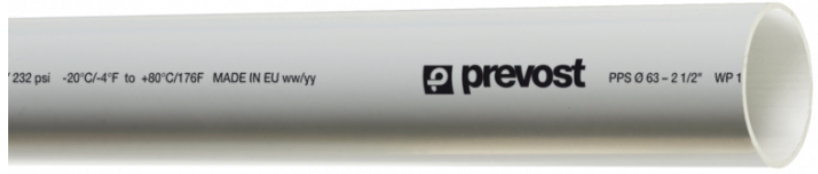 / 232 psi -20°C/-4°F to +80°C/176F MADE IN EU ww/yy prevost PPS Ø 63 – 2 1/2" WP 1